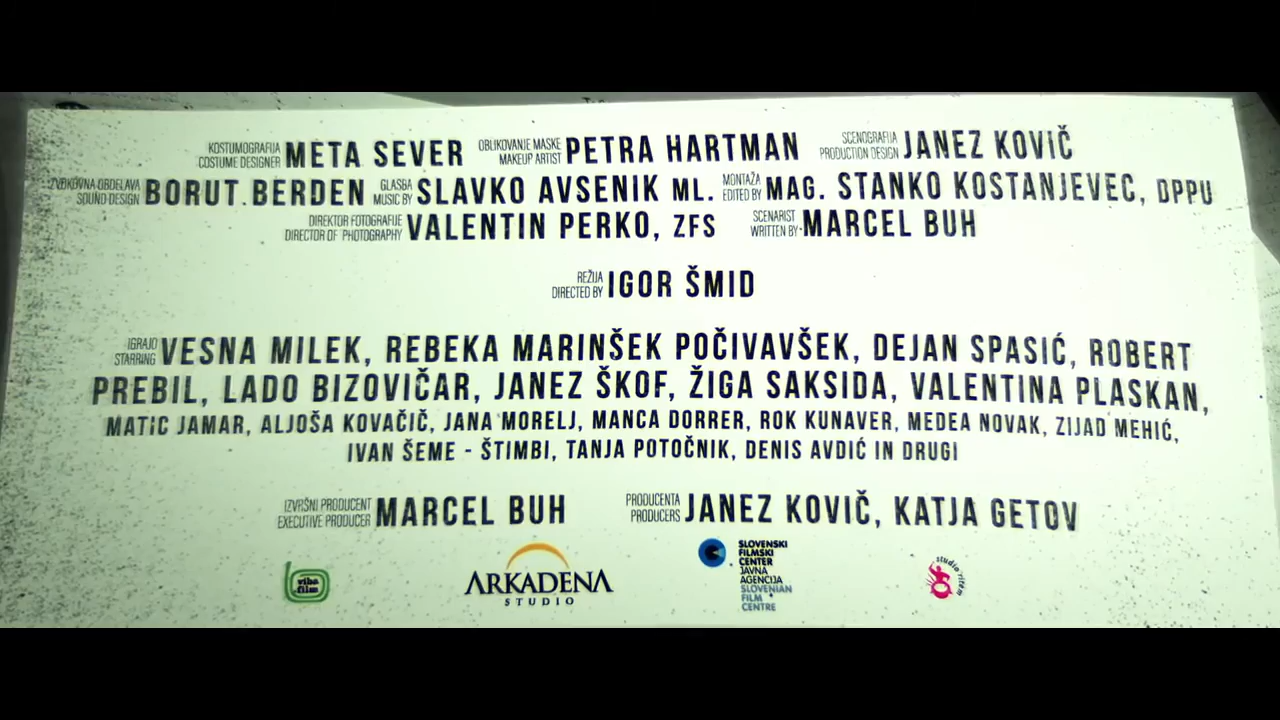 KOSTUMOGRAFIJA COSTUME DESIGNER META SEVER OBLIKOVANJE MASKE MAKEUP ARTIST PETRA HARTMAN SCENOGRAFIJA PRODUCTION DESIGN JANEZ KOVIČ
ZVOKOVNA OBDELAVA SOUND DESIGN BORUT BERDEN GLASBA MUSIC BY SLAVKO AVSENIK ML. MONTAŽA EDITED BY MAG. STANKO KOSTANJEVEC, DPPU
DIREKTOR FOTOGRAFIJE DIRECTOR OF PHOTOGRAPHY VALENTIN PERKO, ZFS SCENARIST WRITTEN BY MARCEL BUH
REŽIJA DIRECTED BY IGOR ŠMID
IGRAJO STARRING VESNA MILEK, REBEKA MARINŠEK POČIVAVŠEK, DEJAN SPASIĆ, ROBERT
PREBIL, LADO BIZOVIČAR, JANEZ ŠKOF, ŽIGA SAKSIDA, VALENTINA PLASKAN,
MATIC JAMAR, ALJOŠA KOVAČIČ, JANA MORELJ, MANCA DORRER, ROK KUNAVER, MEDEA NOVAK, ZIJAD MEHIĆ,
IVAN ŠEME - ŠTIMBI, TANJA POTOČNIK, DENIS AVDIĆ IN DRUGI
IZVRŠNI PRODUCENT EXECUTIVE PRODUCER MARCEL BUH PRODUCENTA PRODUCERS JANEZ KOVIČ, KATJA GETOV
viba film
ARKADENA
STUDIO
SLOVENSKI
FILMSKI
CENTER
JAVNA
AGENCIJA
SLOVENIAN
FILM
CENTRE
studio ritem